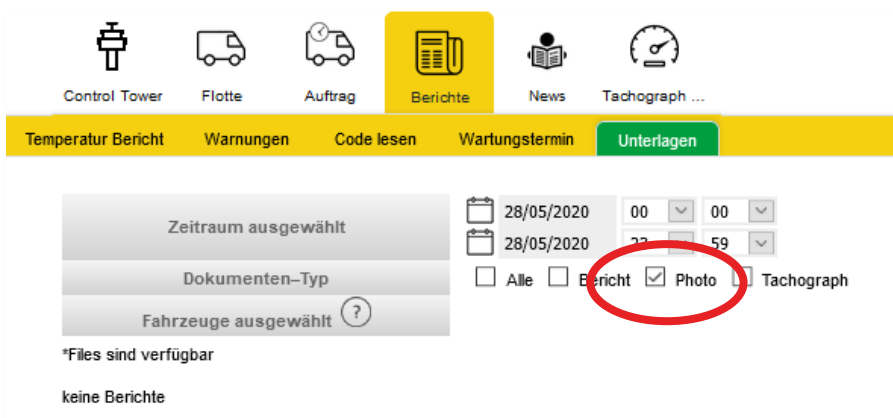 Control Tower Flotte Auftrag Berichte News Tachograph ...
Temperatur Bericht Warnungen Code lesen Wartungstermin Unterlagen
Zeitraum ausgewählt
28/05/2020 00 00
28/05/2020 23 59
Dokumenten–Typ
Alle Bericht Photo Tachograph
Fahrzeuge ausgewählt ?
*Files sind verfügbar
keine Berichte